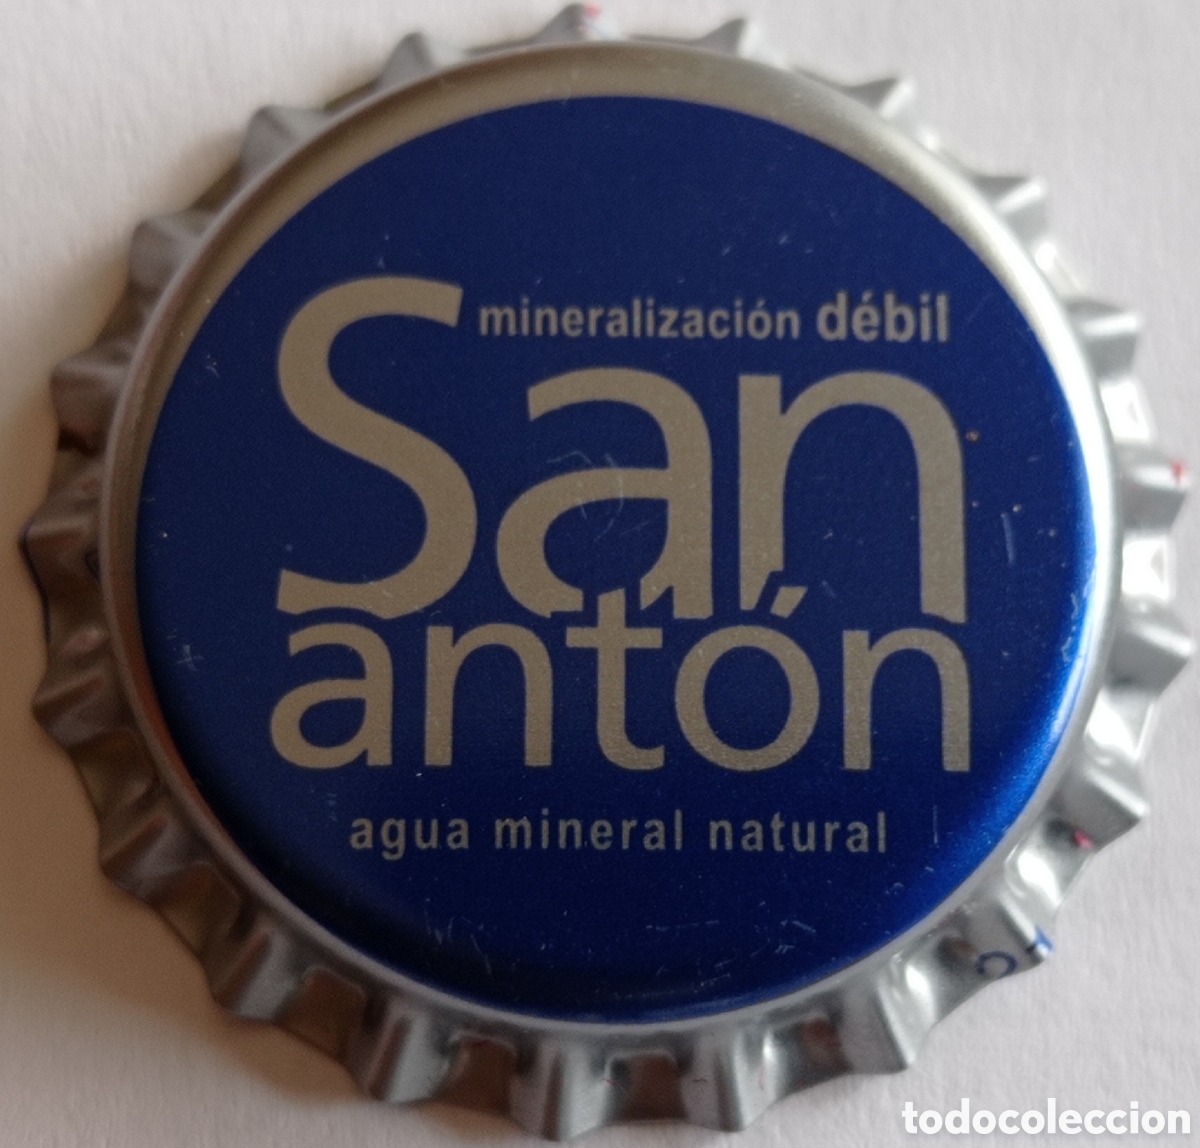 mineralización débil
San
antón
agua mineral natural
todocoleccion